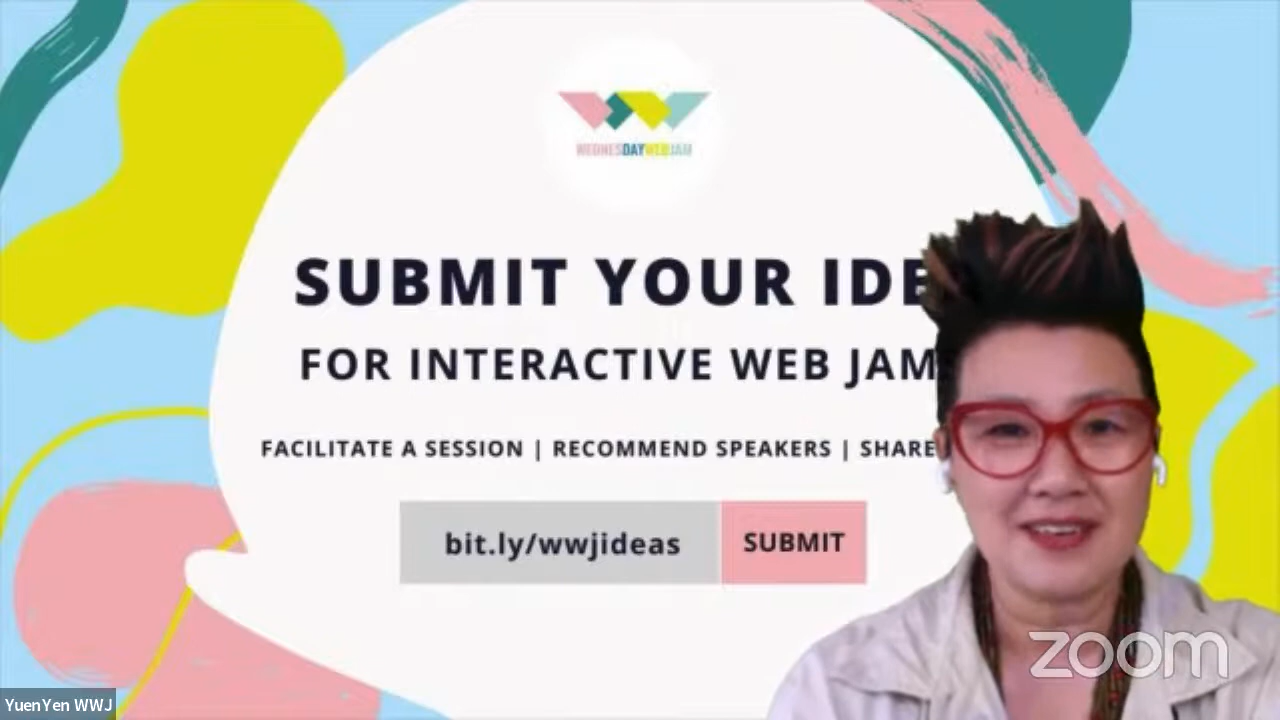 WEDNESDAYWEBJAM
SUBMIT YOUR IDE
FOR INTERACTIVE WEB JAM
FACILITATE A SESSION | RECOMMEND SPEAKERS | SHARE
bit.ly/wwjideas
SUBMIT
zoom
YuenYen WWJ